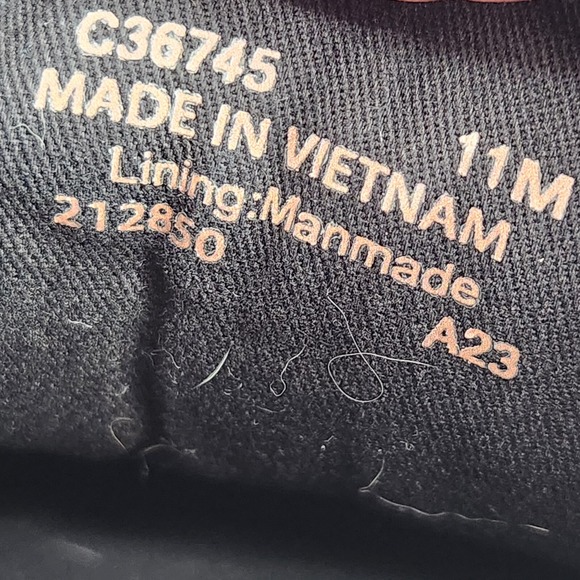 C36745
11M
MADE IN VIETNAM
Lining:Manmade
212850
A23